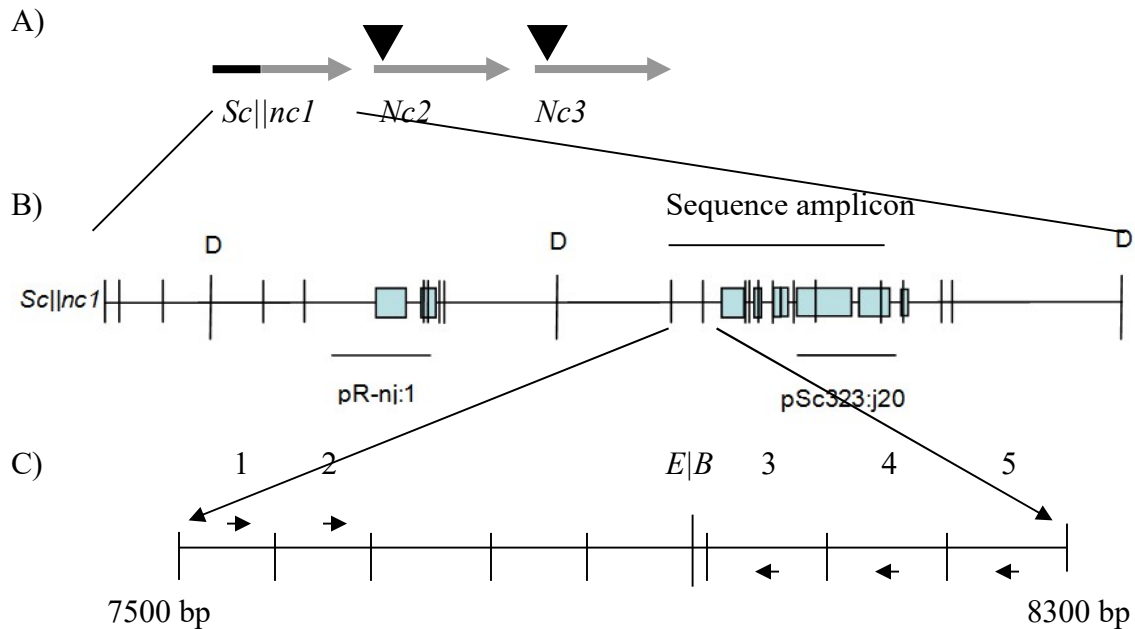 A)
Sc||nc1 Nc2 Nc3
B)
Sequence amplicon
D D D
Sc||nc1
pR-nj:1 pSc323:j20
C) 1 2 E|B 3 4 5
7500 bp 8300 bp